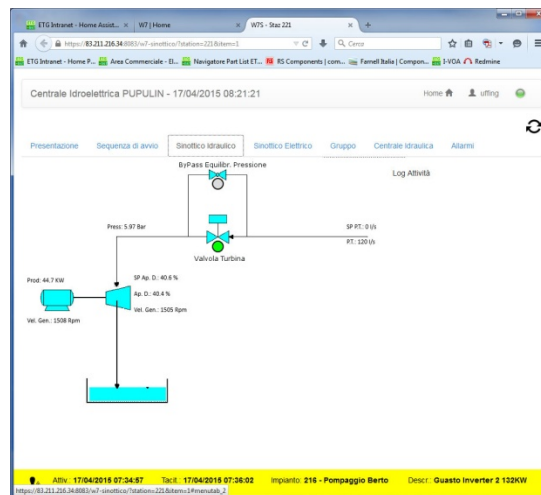 ETG Intranet - Home Assist...
W7 | Home
W7S - Staz 221
https://83.211.216.34:8083/w7-sinottico/?station=221&item=1
Cerca
ETG Intranet - Home P...
Area Commerciale - El...
Navigatore Part List ET...
RS Components | com...
Farnell Italia | Compon...
I-VOA
Redmine
Centrale Idroelettrica PUPULIN - 17/04/2015 08:21:21
Home
uffing
Presentazione
Sequenza di avvio
Sinottico Idraulico
Sinottico Elettrico
Gruppo
Centrale Idraulica
Allarmi
ByPass Equilibr. Pressione
Log Attività
Press: 5.97 Bar
SP P.T.: 0 l/s
P.T.: 120 l/s
Valvola Turbina
Prod: 44.7 KW
SP Ap. D.: 40.6 %
Ap. D.: 40.4 %
Vel. Gen.: 1505 Rpm
Vel. Gen.: 1508 Rpm
Attiv.: 17/04/2015 07:34:57 Tacit.: 17/04/2015 07:36:02 Impianto: 216 - Pompaggio Berto Descr.: Guasto Inverter 2 132KW
https://83.211.216.34:8083/w7-sinottico/?station=221&item=1#menutab_2